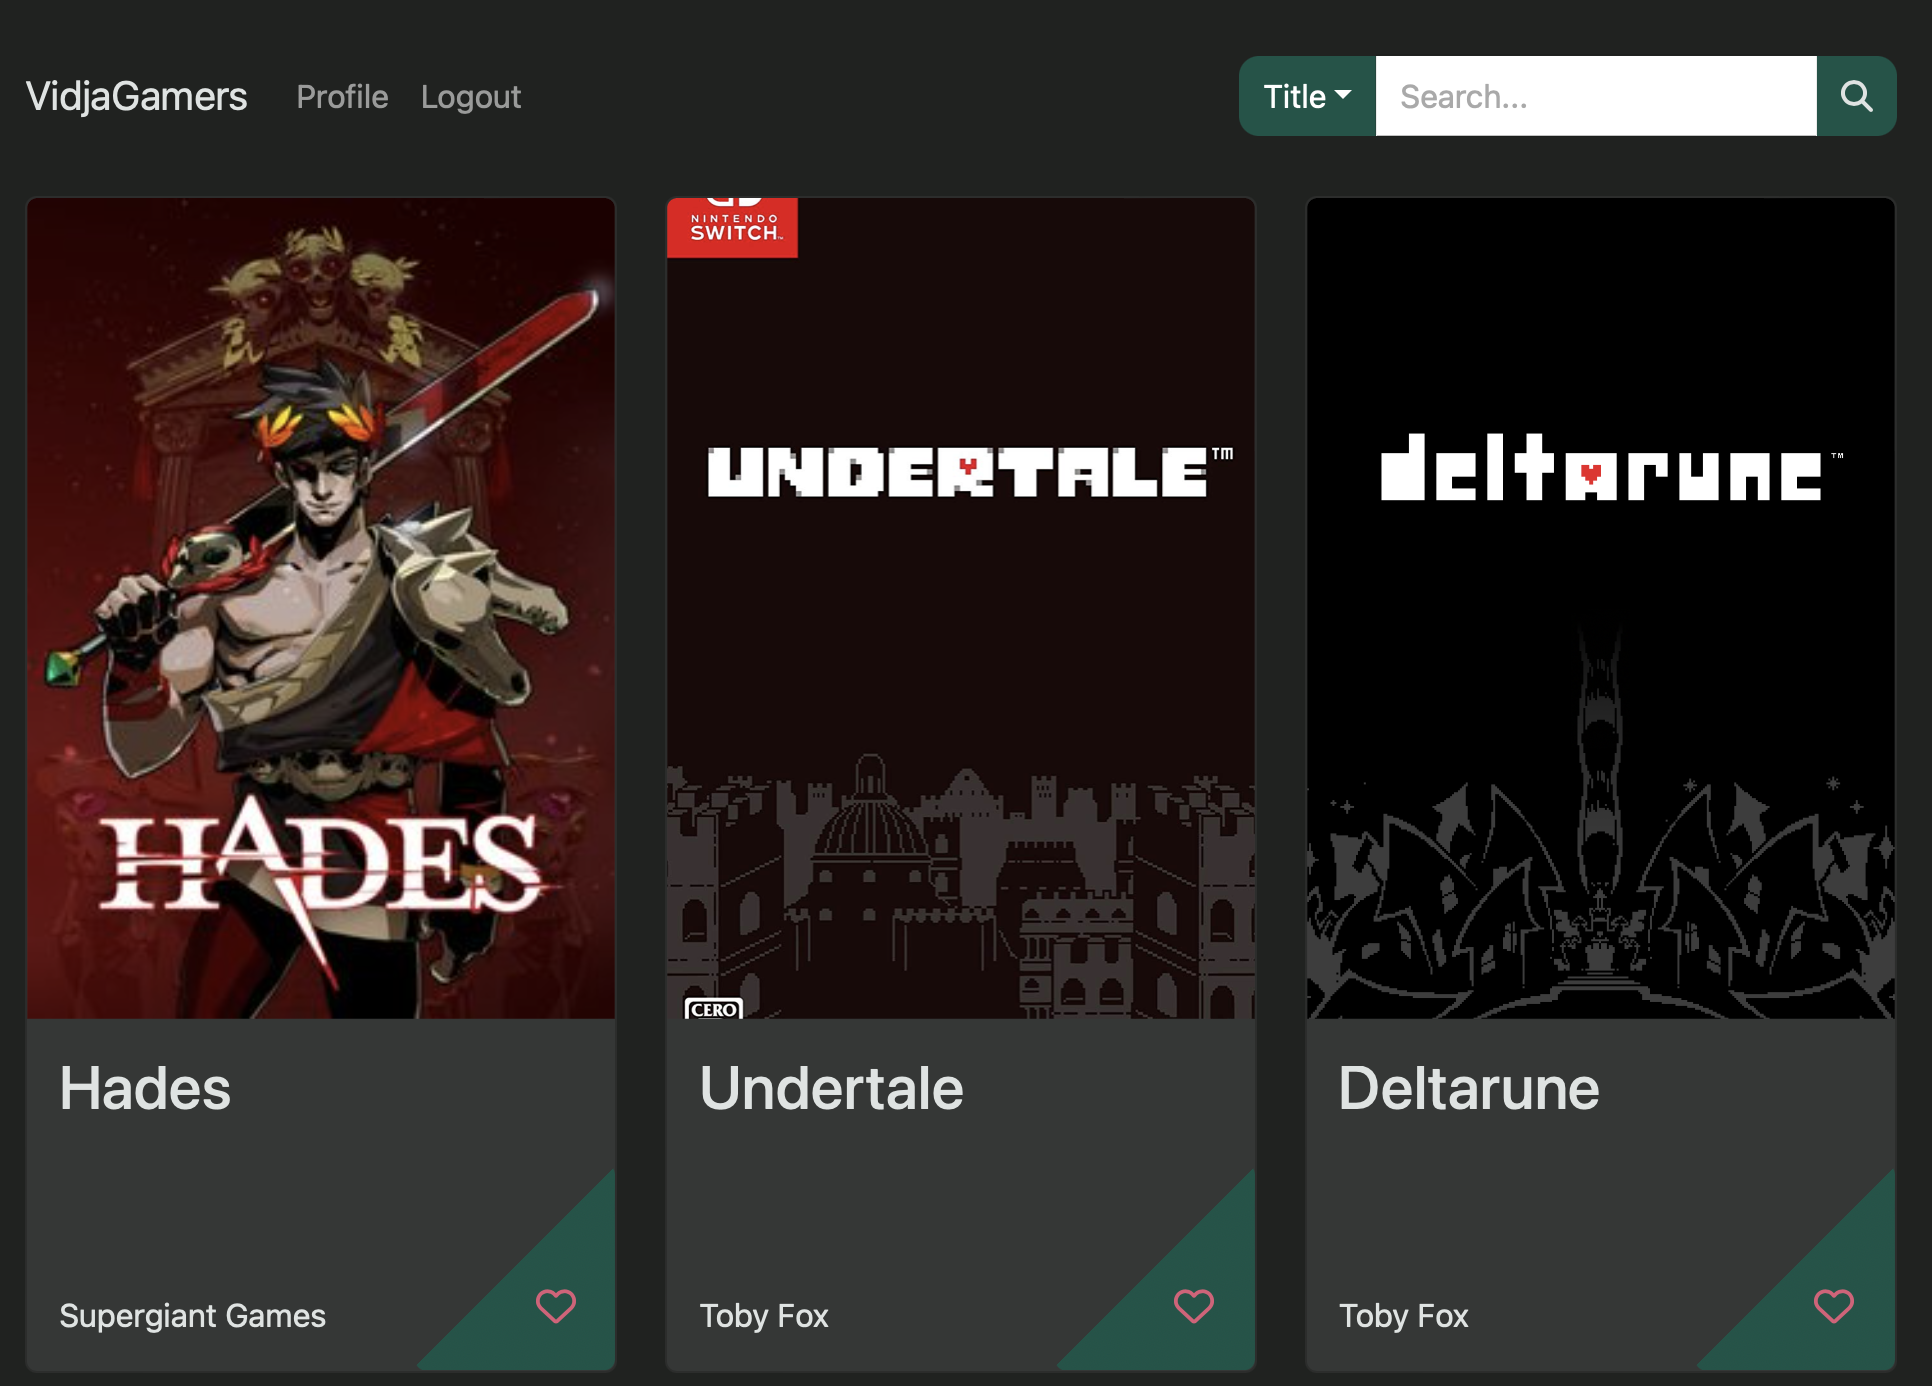 VidjaGamers Profile Logout Title Search...
HADES
NINTENDO
SWITCH™
UNDERTALE™
CERO
deltarune™
Hades
Undertale
Deltarune
Supergiant Games
Toby Fox
Toby Fox